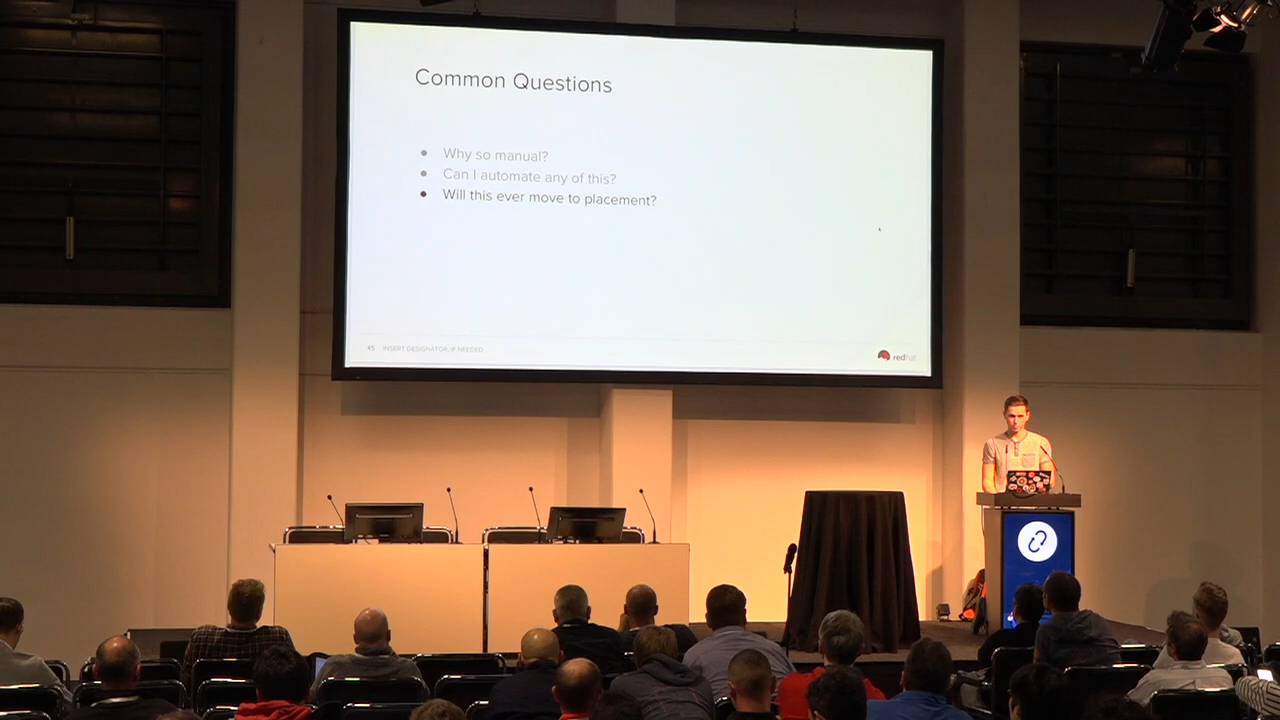 Common Questions
Why so manual?
Can I automate any of this?
Will this ever move to placement?
45 INSERT DESIGNATOR, IF NEEDED
redhat